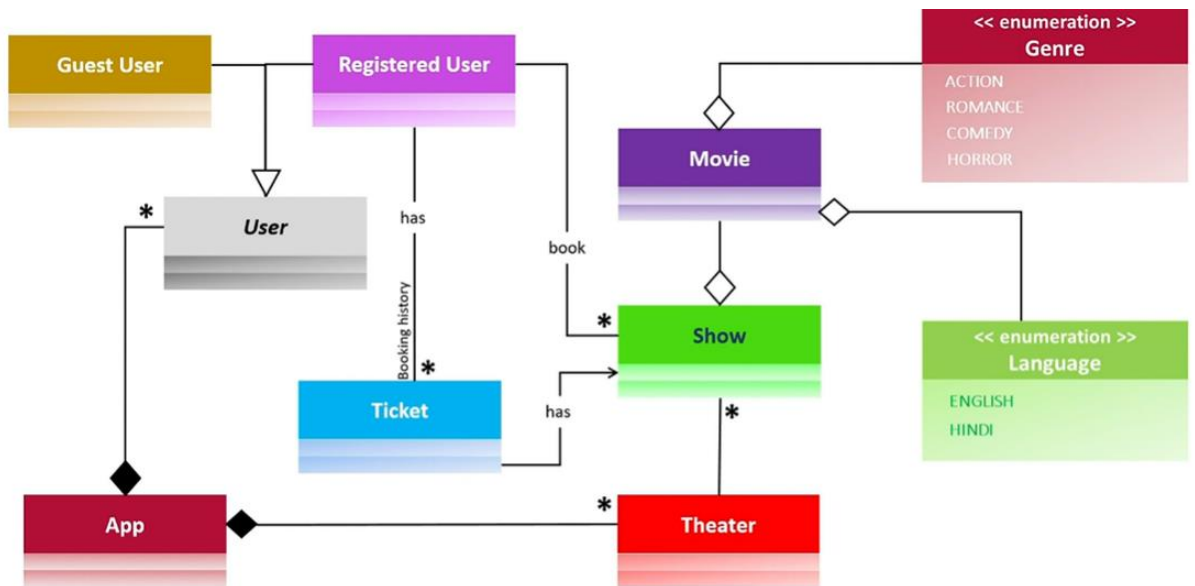 << enumeration >>
Genre
ACTION
ROMANCE
COMEDY
HORROR
Guest User
Registered User
Movie
*
User
has
book
Booking history
*
*
Show
<< enumeration >>
Language
ENGLISH
HINDI
Ticket
has
*
App
*
Theater